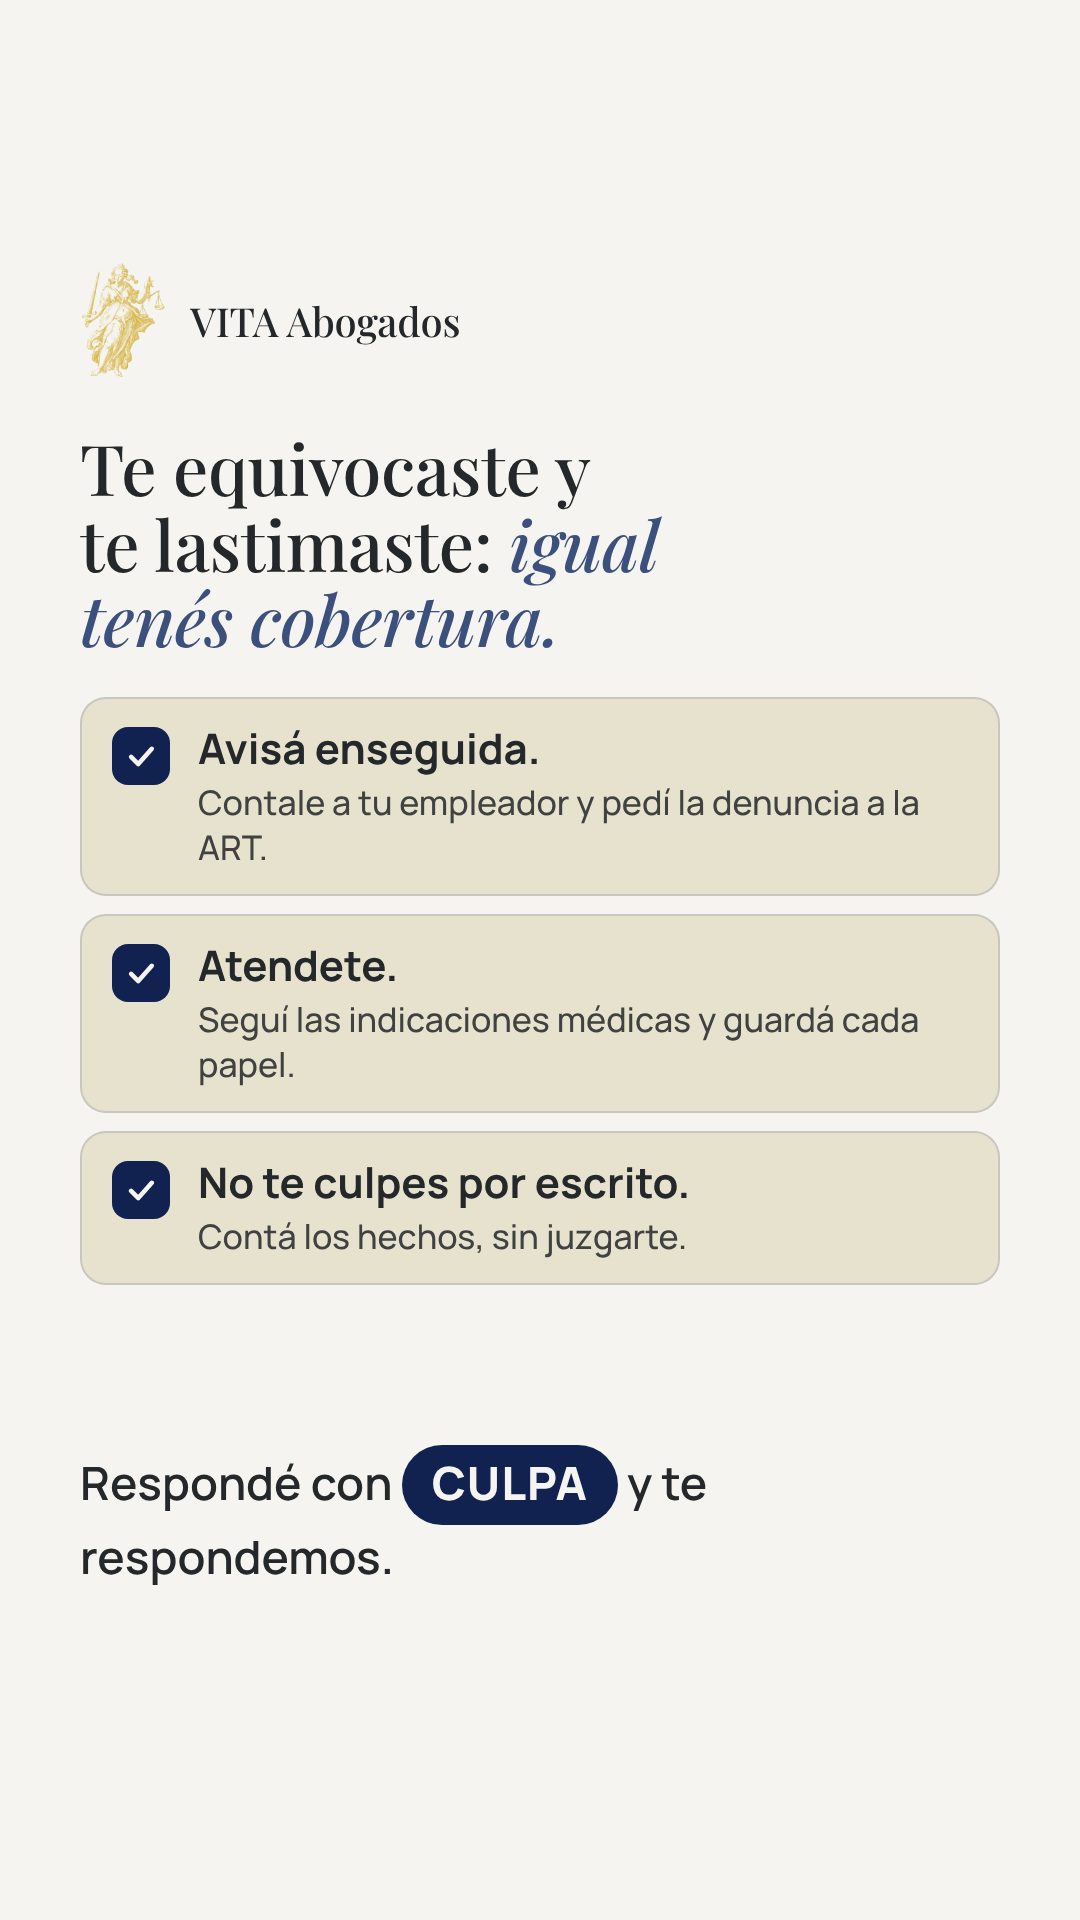 VITA Abogados
Te equivocaste y
te lastimaste: igual
tenés cobertura.
Avisá enseguida.
Contale a tu empleador y pedí la denuncia a la
ART.
Atendete.
Seguí las indicaciones médicas y guardá cada
papel.
No te culpes por escrito.
Contá los hechos, sin juzgarte.
Respondé con CULPA y te
respondemos.